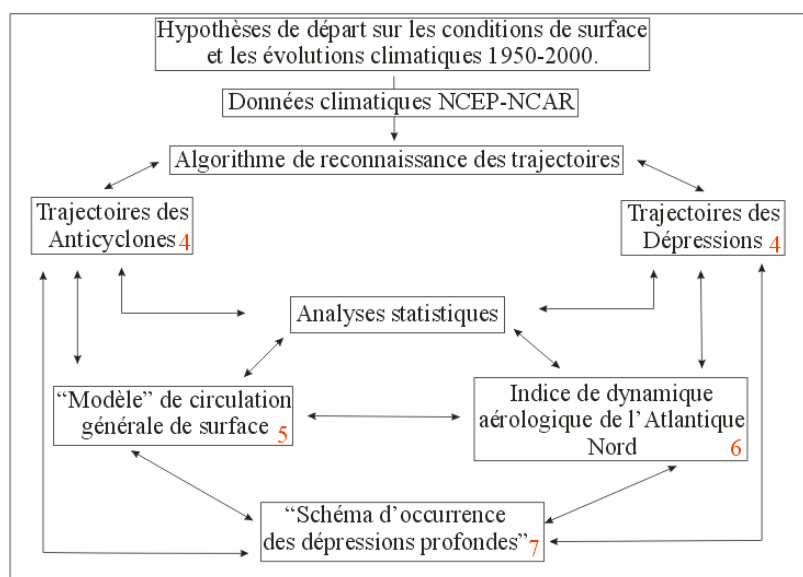 Hypothèses de départ sur les conditions de surface
et les évolutions climatiques 1950-2000.
Données climatiques NCEP-NCAR
Algorithme de reconnaissance des trajectoires
Trajectoires des
Anticyclones 4
Trajectoires des
Dépressions 4
Analyses statistiques
“Modèle” de circulation
générale de surface 5
Indice de dynamique
aérologique de l’Atlantique
Nord 6
“Schéma d’occurrence
des dépressions profondes” 7